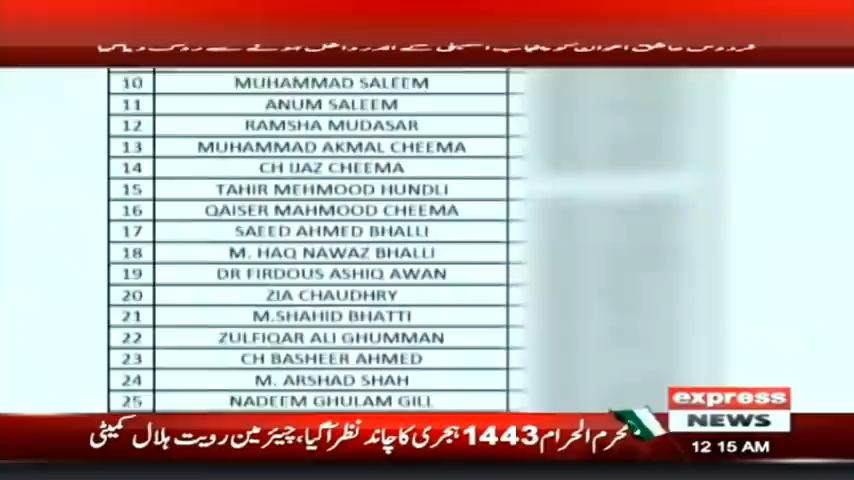 10 MUHAMMAD SALEEM
11 ANUM SALEEM
12 RAMSHA MUDASAR
13 MUHAMMAD AKMAL CHEEMA
14 CH IJAZ CHEEMA
15 TAHIR MEHMOOD HUNDLI
16 QAISER MAHMOOD CHEEMA
17 SAEED AHMED BHALLI
18 M. HAQ NAWAZ BHALLI
19 DR FIRDOUS ASHIQ AWAN
20 ZIA CHAUDHRY
21 M.SHAHID BHATTI
22 ZULFIQAR ALI GHUMMAN
23 CH BASHEER AHMED
24 M. ARSHAD SHAH
25 NADEEM GHULAM GILL
express
NEWS
محرم الحرام 1443 ہجری کا چاند نظر آگیا، چیئرمین رویت ہلال کمیٹی
12 15 AM